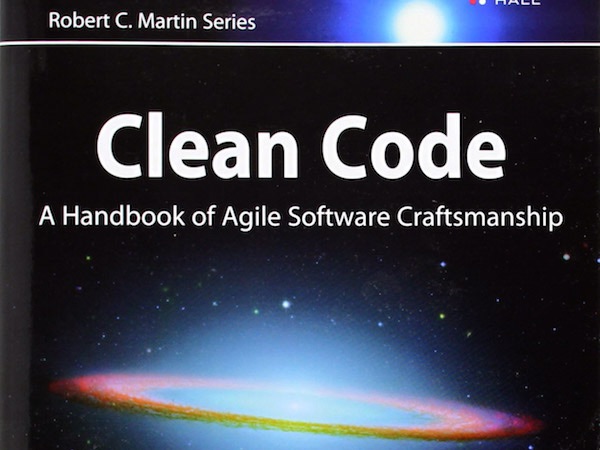 HALL
Robert C. Martin Series
Clean Code
A Handbook of Agile Software Craftsmanship